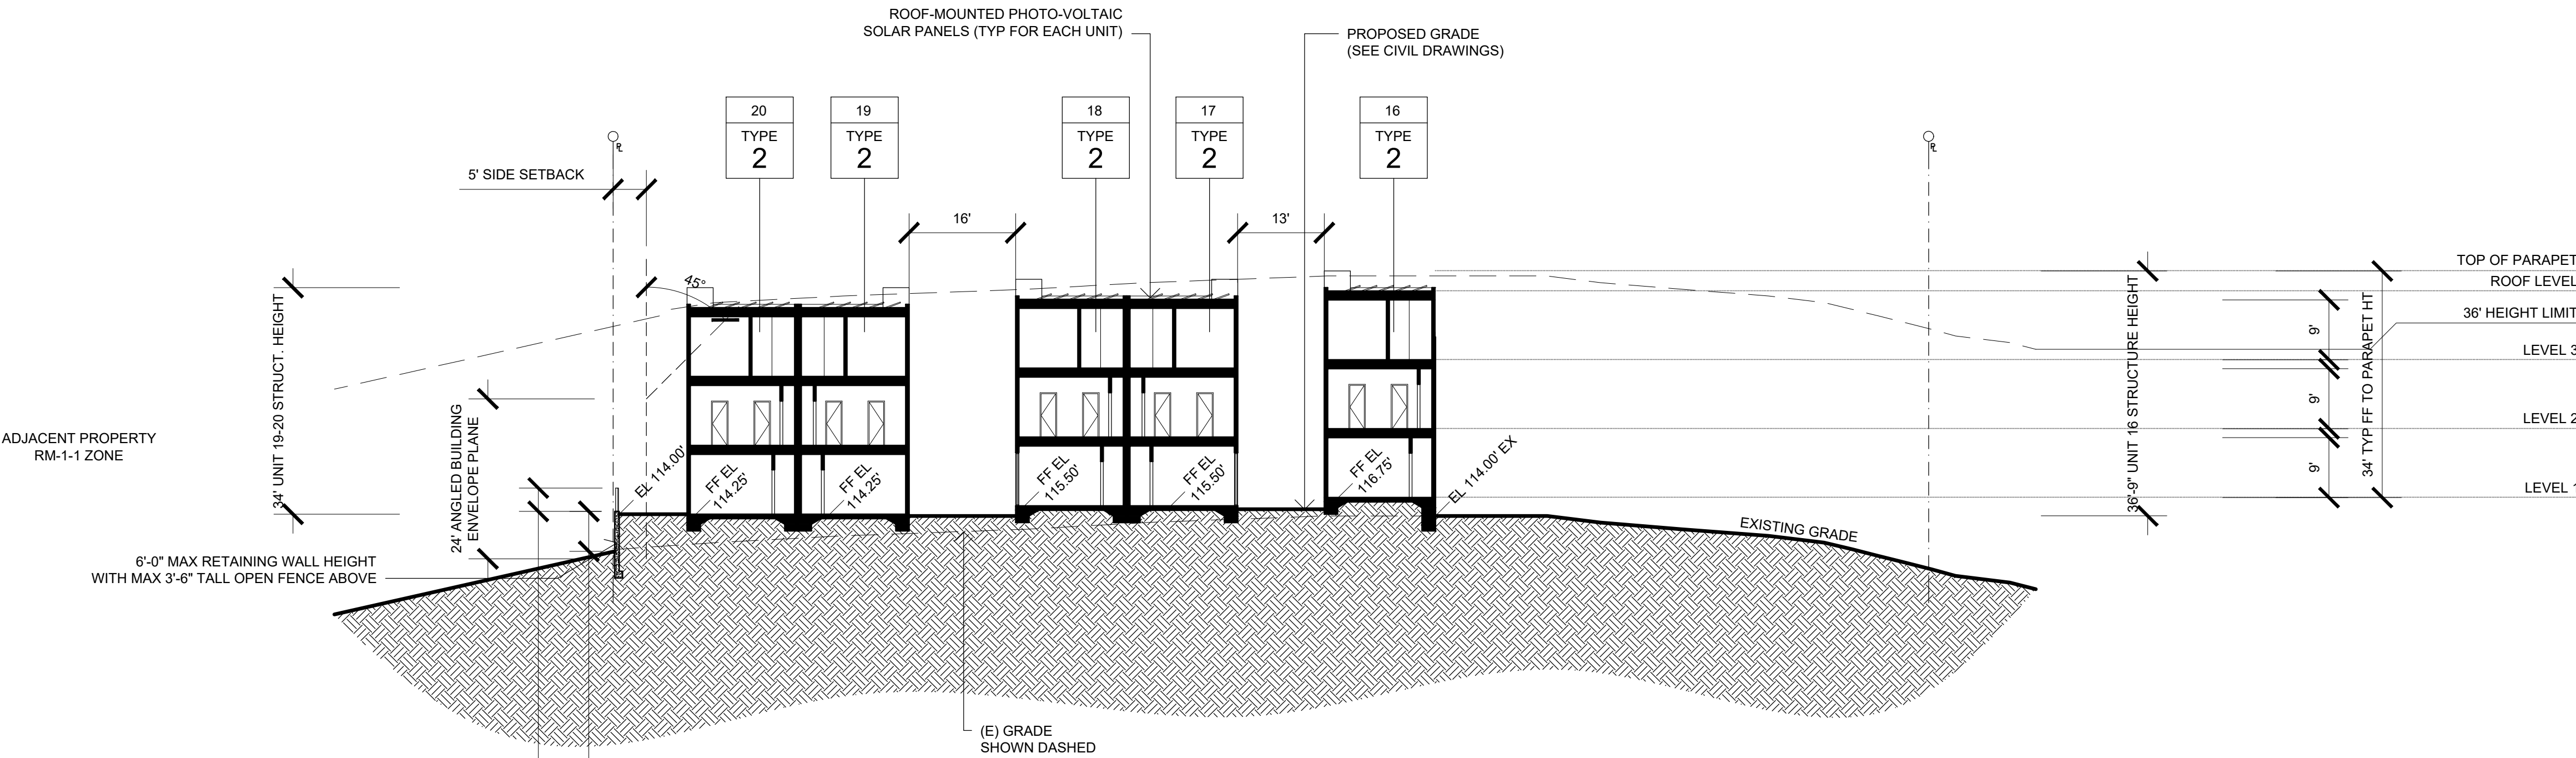 ROOF-MOUNTED PHOTO-VOLTAIC
SOLAR PANELS (TYP FOR EACH UNIT)
PROPOSED GRADE
(SEE CIVIL DRAWINGS)
20
TYPE
2
19
TYPE
2
18
TYPE
2
17
TYPE
2
16
TYPE
2
PL
PL
5' SIDE SETBACK
16'
13'
45°
TOP OF PARAPET
ROOF LEVEL
36' HEIGHT LIMIT
LEVEL 3
LEVEL 2
LEVEL 1
9'
9'
9'
34' TYP FF TO PARAPET HT
36'-9" UNIT 16 STRUCTURE HEIGHT
34' UNIT 19-20 STRUCT. HEIGHT
24' ANGLED BUILDING
ENVELOPE PLANE
ADJACENT PROPERTY
RM-1-1 ZONE
EL 114.00'
FF EL
114.25'
FF EL
114.25'
FF EL
115.50'
FF EL
115.50'
FF EL
116.75'
EL 114.00' EX
EXISTING GRADE
6'-0" MAX RETAINING WALL HEIGHT
WITH MAX 3'-6" TALL OPEN FENCE ABOVE
(E) GRADE
SHOWN DASHED